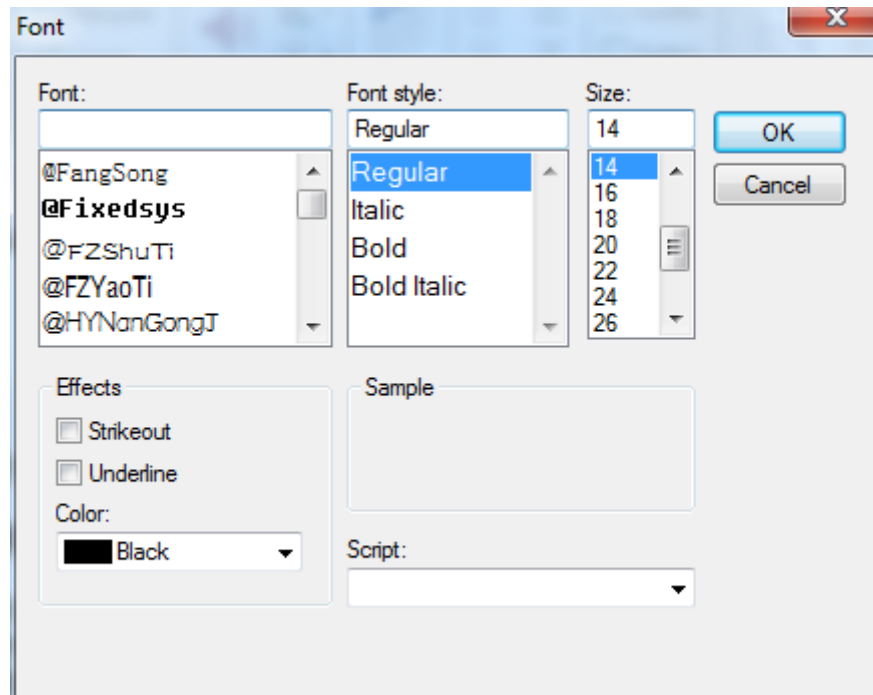 Font
Font:
Font style:
Size:
Regular
14
OK
Cancel
@FangSong
@Fixedsys
@FZShuTi
@FZYaoTi
@HYNanGongJ
Regular
Italic
Bold
Bold Italic
14
16
18
20
22
24
26
Effects
Strikeout
Underline
Color:
Black
Sample
Script: